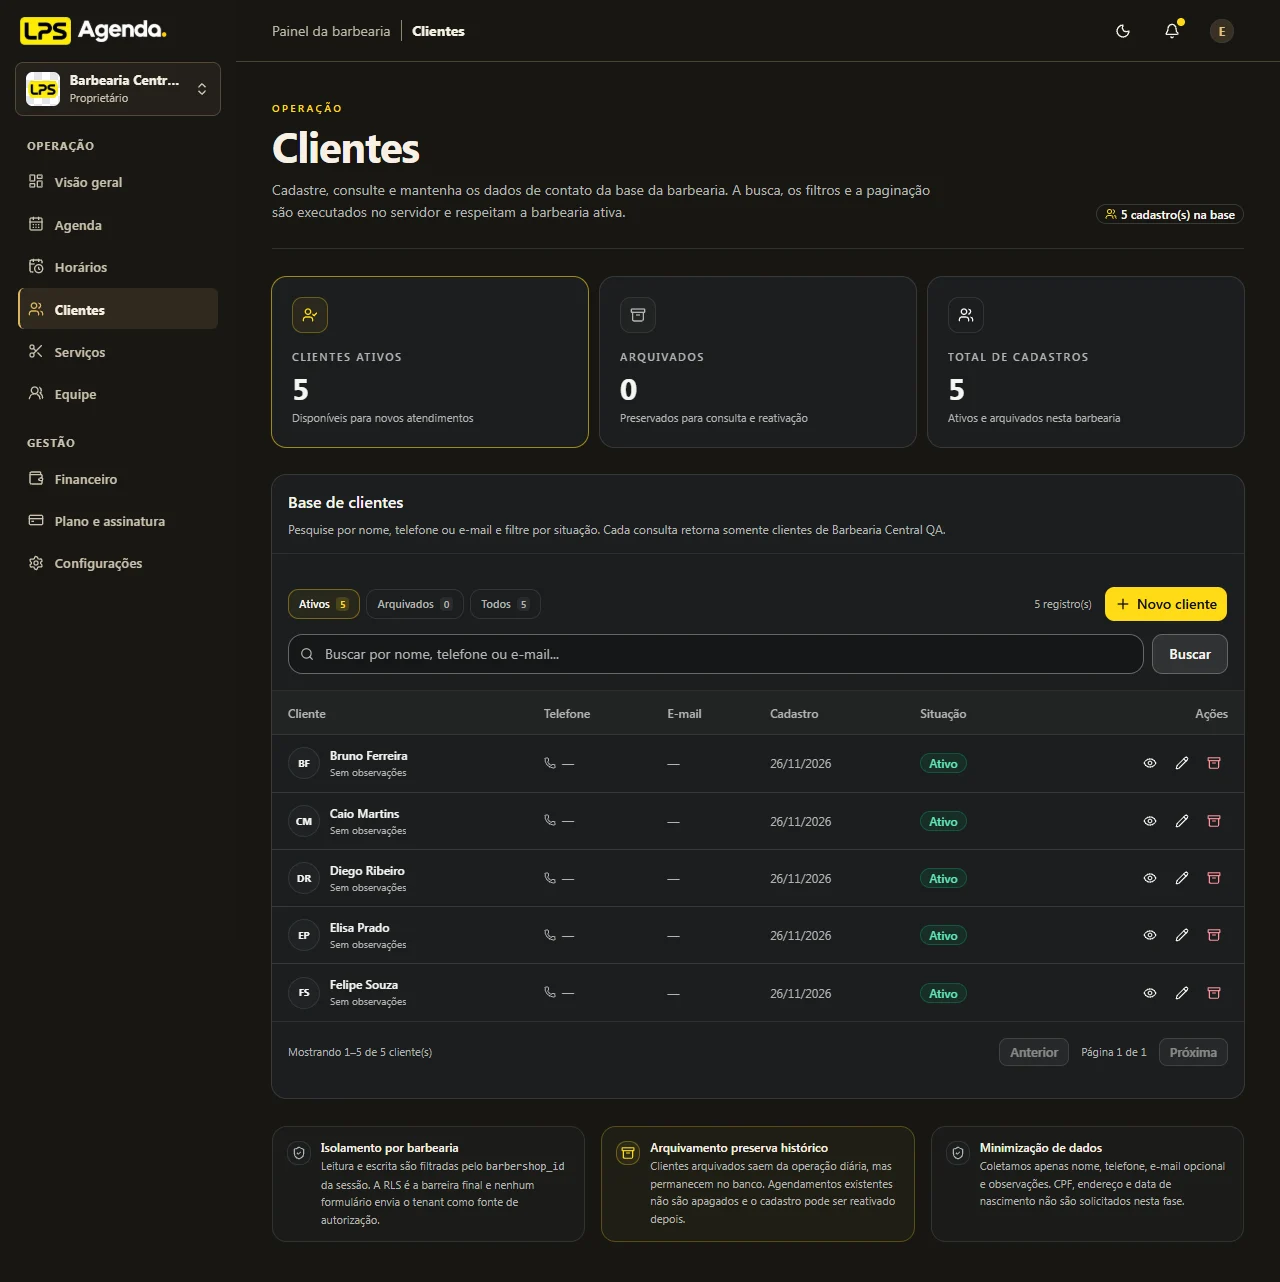 LPS Agenda.
LPS
Barbearia Centr...
Proprietário
OPERAÇÃO
Visão geral
Agenda
Horários
Clientes
Serviços
Equipe
GESTÃO
Financeiro
Plano e assinatura
Configurações
Painel da barbearia
Clientes
E
OPERAÇÃO
Clientes
Cadastre, consulte e mantenha os dados de contato da base da barbearia. A busca, os filtros e a paginação
são executados no servidor e respeitam a barbearia ativa.
5 cadastro(s) na base
CLIENTES ATIVOS
5
Disponíveis para novos atendimentos
ARQUIVADOS
0
Preservados para consulta e reativação
TOTAL DE CADASTROS
5
Ativos e arquivados nesta barbearia
Base de clientes
Pesquise por nome, telefone ou e-mail e filtre por situação. Cada consulta retorna somente clientes de Barbearia Central QA.
Ativos 5
Arquivados 0
Todos 5
5 registro(s)
+ Novo cliente
Buscar por nome, telefone ou e-mail...
Buscar
Cliente Telefone E-mail Cadastro Situação Ações
BF Bruno Ferreira — — 26/11/2026 Ativo
Sem observações
CM Caio Martins — — 26/11/2026 Ativo
Sem observações
DR Diego Ribeiro — — 26/11/2026 Ativo
Sem observações
EP Elisa Prado — — 26/11/2026 Ativo
Sem observações
FS Felipe Souza — — 26/11/2026 Ativo
Sem observações
Mostrando 1–5 de 5 cliente(s)
Anterior
Página 1 de 1
Próxima
Isolamento por barbearia
Leitura e escrita são filtradas pelo barbershop_id
da sessão. A RLS é a barreira final e nenhum
formulário envia o tenant como fonte de
autorização.
Arquivamento preserva histórico
Clientes arquivados saem da operação diária, mas
permanecem no banco. Agendamentos existentes
não são apagados e o cadastro pode ser reativado
depois.
Minimização de dados
Coletamos apenas nome, telefone, e-mail opcional
e observações. CPF, endereço e data de
nascimento não são solicitados nesta fase.